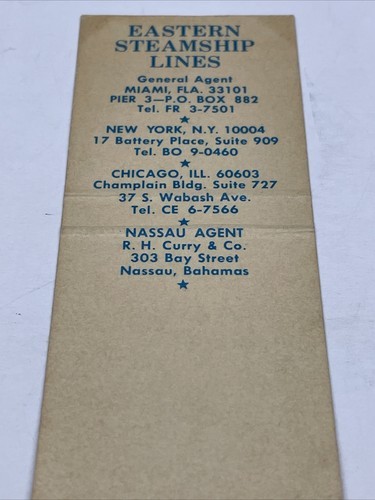 EASTERN
STEAMSHIP
LINES
General Agent
MIAMI, FLA. 33101
PIER 3—P.O. BOX 882
Tel. FR 3-7501
★
NEW YORK, N.Y. 10004
17 Battery Place, Suite 909
Tel. BO 9-0460
★
CHICAGO, ILL. 60603
Champlain Bldg. Suite 727
37 S. Wabash Ave.
Tel. CE 6-7566
★
NASSAU AGENT
R. H. Curry & Co.
303 Bay Street
Nassau, Bahamas
★